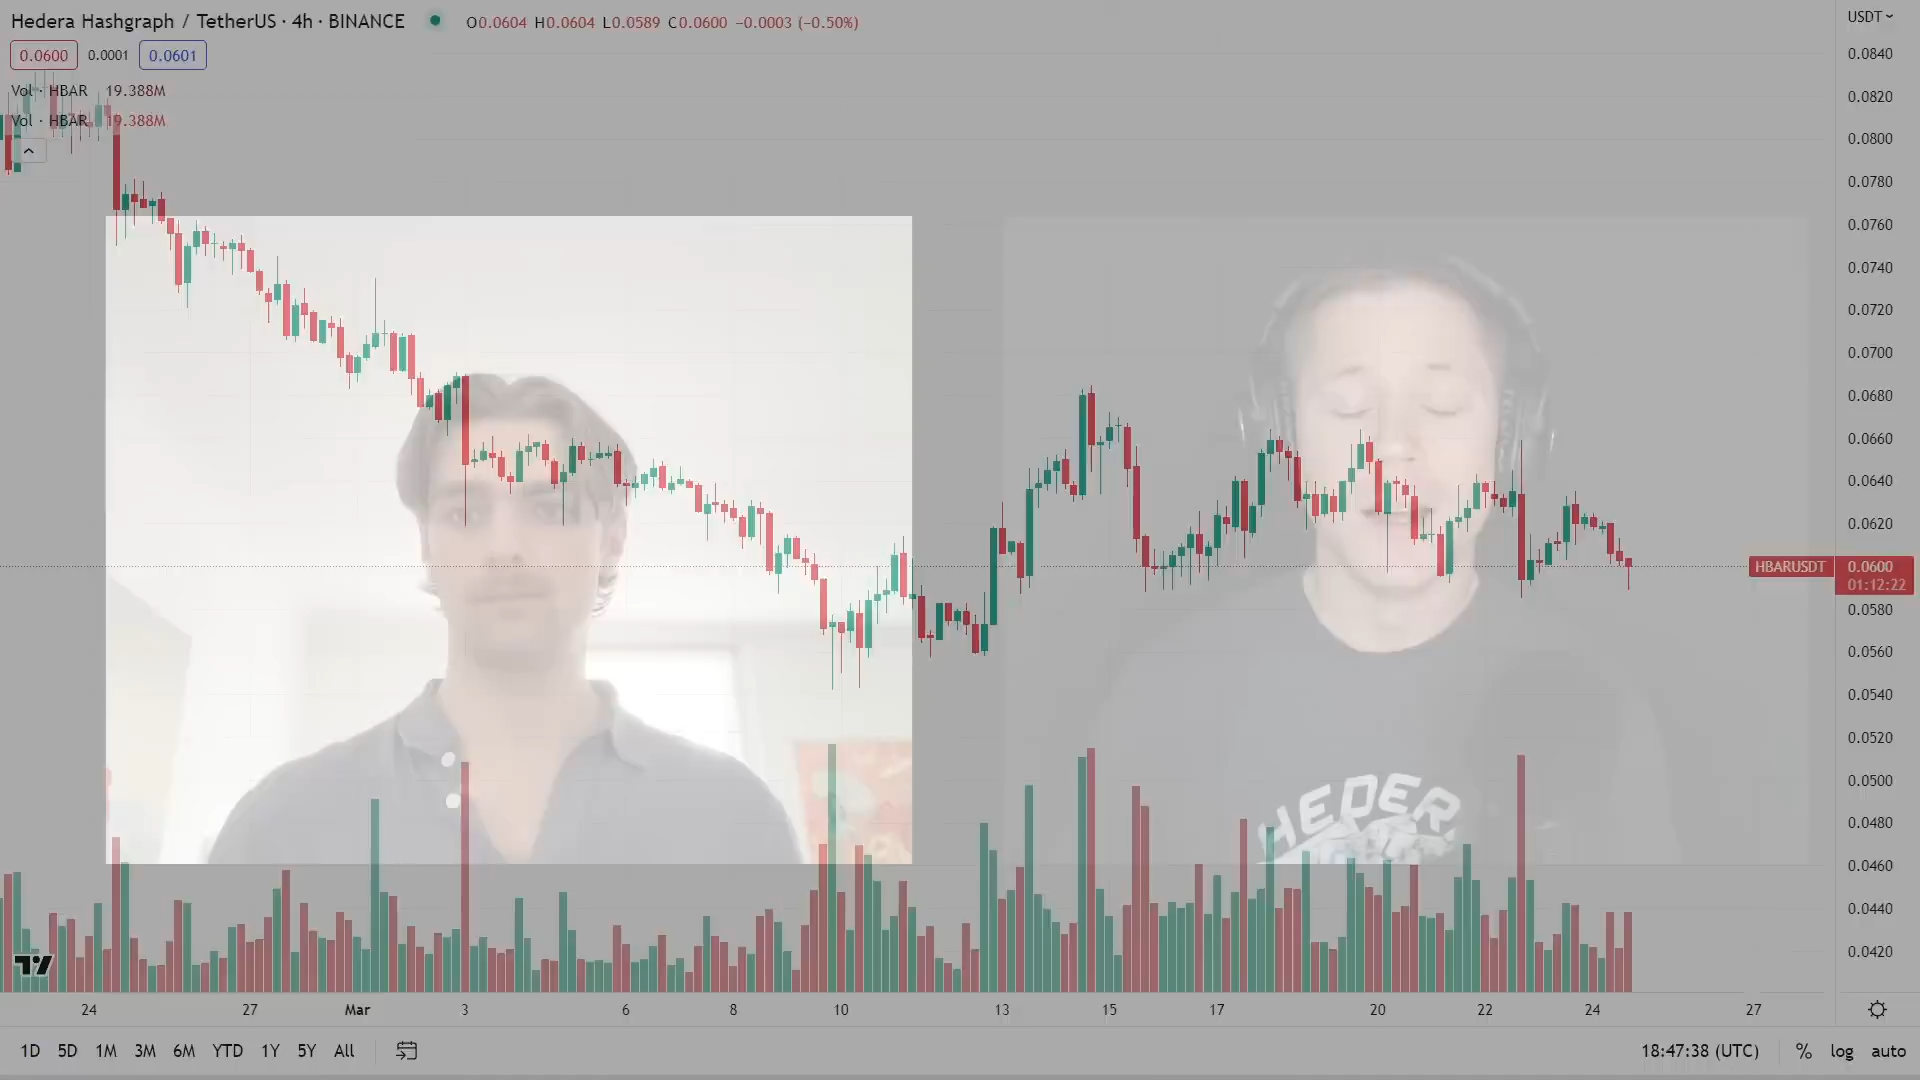 Hedera Hashgraph / TetherUS · 4h · BINANCE O0.0604 H0.0604 L0.0589 C0.0600 −0.0003 (−0.50%)
USDT
0.0600 0.0001 0.0601
Vol · HBAR 19.388M
Vol · HBAR 19.388M
0.0840
0.0820
0.0800
0.0780
0.0760
0.0740
0.0720
0.0700
0.0680
0.0660
0.0640
0.0620
HBARUSDT 0.0600
01:12:22
0.0580
0.0560
0.0540
0.0520
0.0500
0.0480
0.0460
0.0440
0.0420
HEDER
24 27 Mar 3 6 8 10 13 15 17 20 22 24 27
1D 5D 1M 3M 6M YTD 1Y 5Y All 18:47:38 (UTC) % log auto